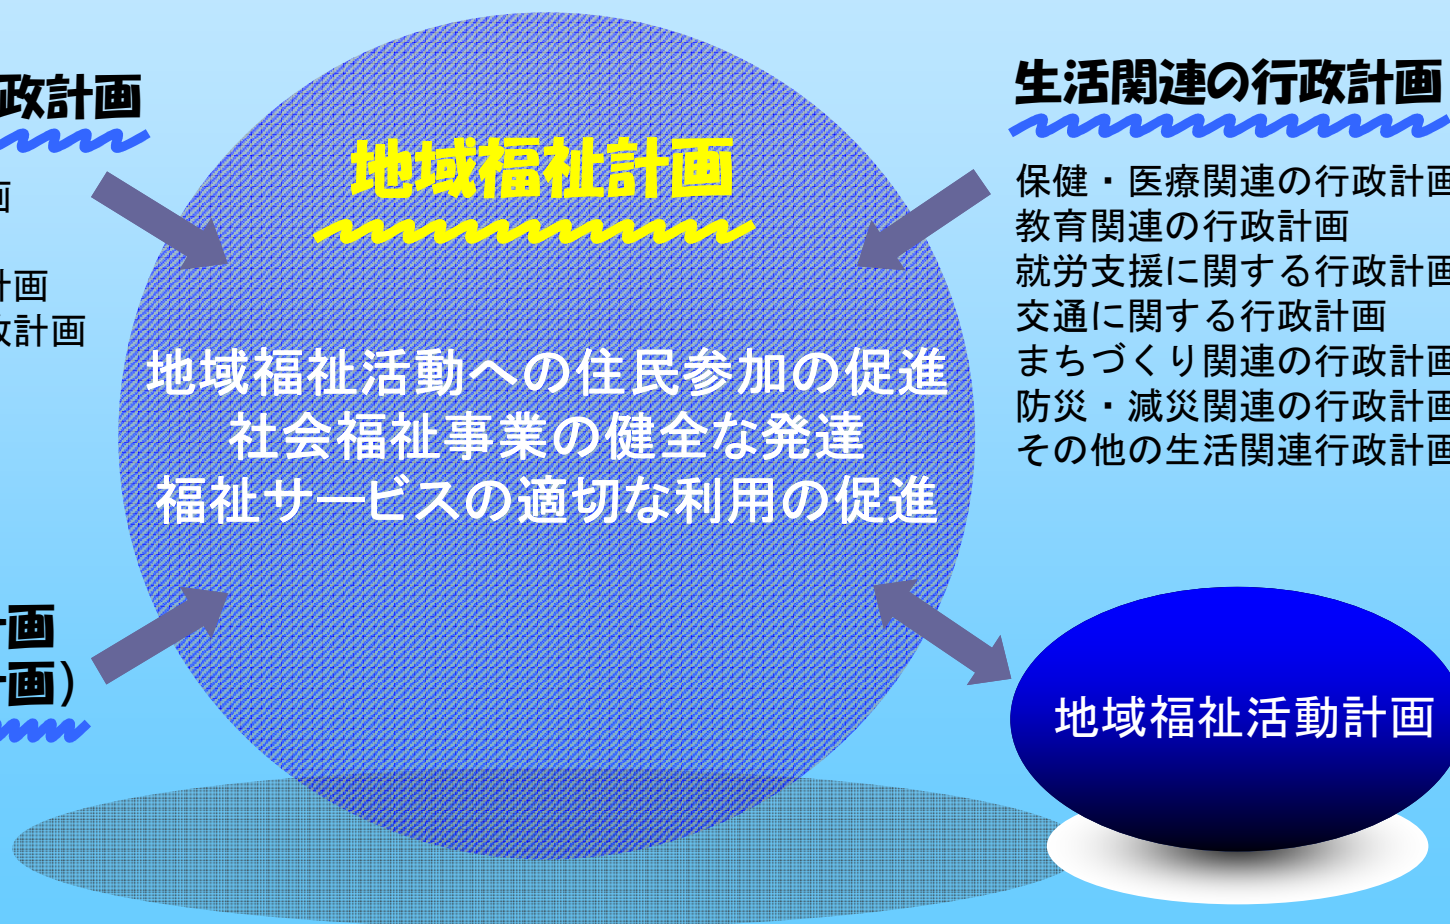 政計画
画
計画
政計画
計画
計画）
地域福祉計画
地域福祉活動への住民参加の促進
社会福祉事業の健全な発達
福祉サービスの適切な利用の促進
生活関連の行政計画
保健・医療関連の行政計画
教育関連の行政計画
就労支援に関する行政計画
交通に関する行政計画
まちづくり関連の行政計画
防災・減災関連の行政計画
その他の生活関連行政計画
地域福祉活動計画